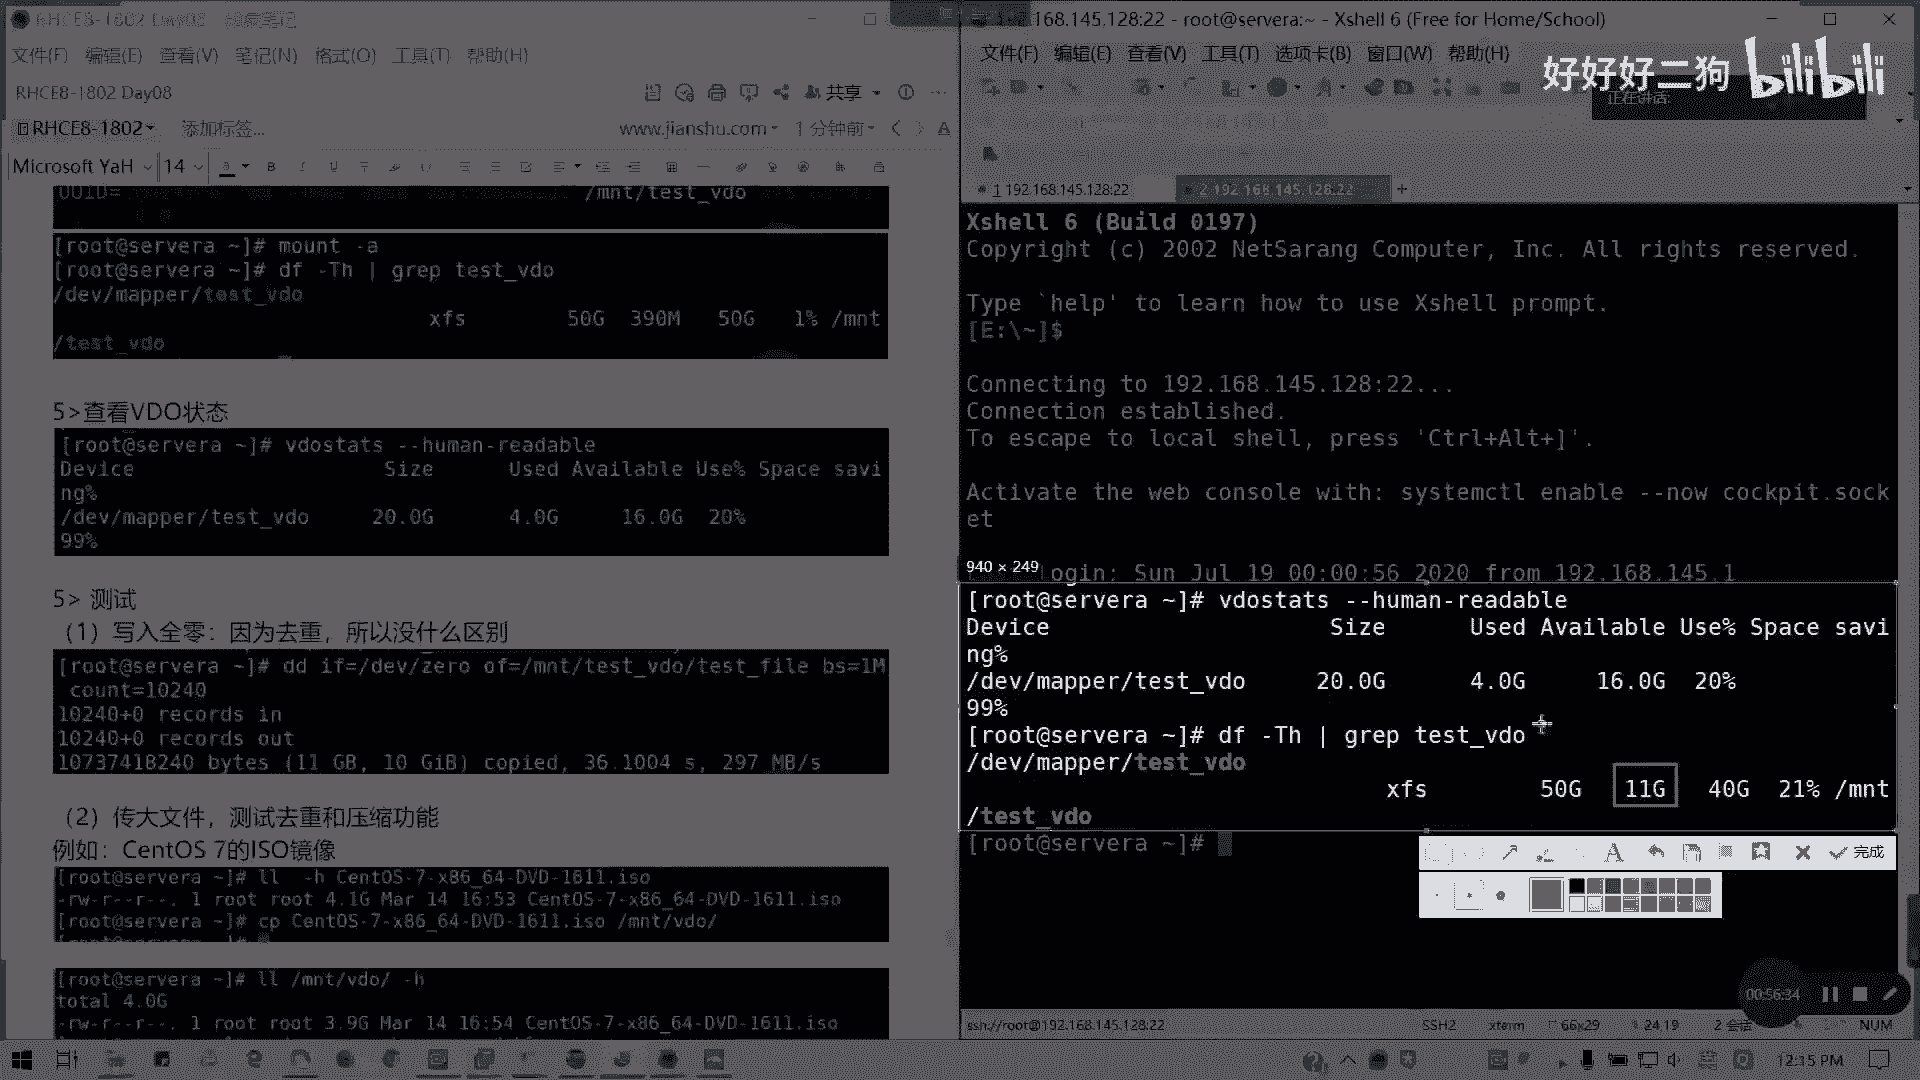 RHCE8-1802 Day08
文件(F) 编辑(E) 查看(V) 笔记(N) 格式(O) 工具(T) 帮助(H)
RHCE8-1802 Day08
共享
RHCE8-1802
添加标签...
www.jianshu.com
1 分钟前
Microsoft YaH 14
UUID= /mnt/test_vdo
[root@servera ~]# mount -a
[root@servera ~]# df -Th | grep test_vdo
/dev/mapper/test_vdo
xfs 50G 390M 50G 1% /mnt
/test_vdo
5>查看VDO状态
[root@servera ~]# vdostats --human-readable
Device Size Used Available Use% Space savi
ng%
/dev/mapper/test_vdo 20.0G 4.0G 16.0G 20%
99%
5> 测试
（1）写入全零：因为去重，所以没什么区别
[root@servera ~]# dd if=/dev/zero of=/mnt/test_vdo/test_file bs=1M
count=10240
10240+0 records in
10240+0 records out
10737418240 bytes (11 GB, 10 GiB) copied, 36.1004 s, 297 MB/s
（2）传大文件，测试去重和压缩功能
例如：CentOS 7的ISO镜像
[root@servera ~]# ll -h CentOS-7-x86_64-DVD-1611.iso
-rw-r--r--. 1 root root 4.1G Mar 14 16:53 CentOS-7-x86_64-DVD-1611.iso
[root@servera ~]# cp CentOS-7-x86_64-DVD-1611.iso /mnt/vdo/
[root@servera ~]# ll /mnt/vdo/ -h
total 4.0G
-rw-r--r--. 1 root root 3.9G Mar 14 16:54 CentOS-7-x86_64-DVD-1611.iso
192.168.145.128:22 - root@servera:~ - Xshell 6 (Free for Home/School)
文件(F) 编辑(E) 查看(V) 工具(T) 选项卡(B) 窗口(W) 帮助(H)
好好好二狗 bilibili
正在讲话:
1 192.168.145.128:22
2 192.168.145.128:22
Xshell 6 (Build 0197)
Copyright (c) 2002 NetSarang Computer, Inc. All rights reserved.
Type `help' to learn how to use Xshell prompt.
[E:\~]$
Connecting to 192.168.145.128:22...
Connection established.
To escape to local shell, press 'Ctrl+Alt+]'.
Activate the web console with: systemctl enable --now cockpit.sock
et
940 × 249
login: Sun Jul 19 00:00:56 2020 from 192.168.145.1
[root@servera ~]# vdostats --human-readable
Device Size Used Available Use% Space savi
ng%
/dev/mapper/test_vdo 20.0G 4.0G 16.0G 20%
99%
[root@servera ~]# df -Th | grep test_vdo
/dev/mapper/test_vdo
xfs 50G 11G 40G 21% /mnt
/test_vdo
[root@servera ~]#
完成
00:56:34
ssh://root@192.168.145.128:22 SSH2 xterm 66x29 24,19 2 会话 NUM
12:15 PM